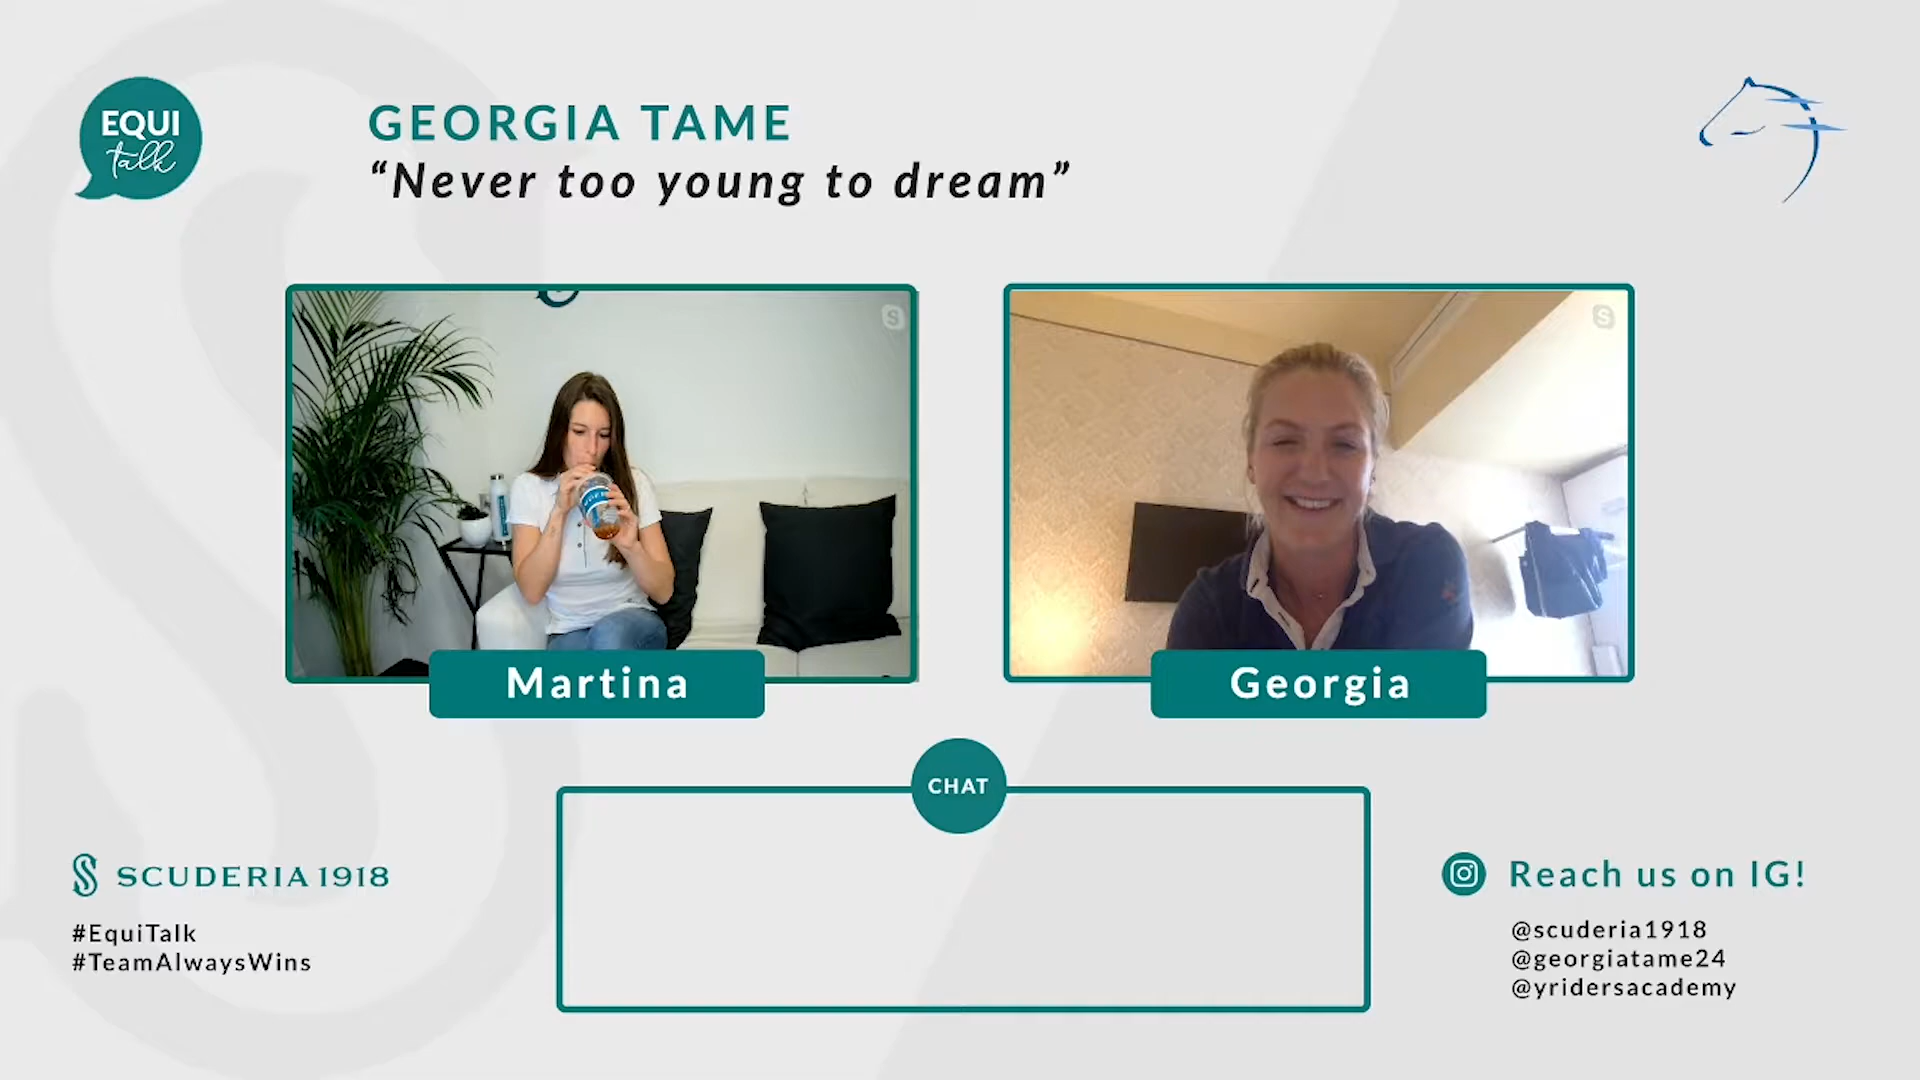 EQUI
talk
GEORGIA TAME
“Never too young to dream”
Martina
Georgia
CHAT
SCUDERIA 1918
#EquiTalk
#TeamAlwaysWins
Reach us on IG!
@scuderia1918
@georgiatame24
@yridersacademy